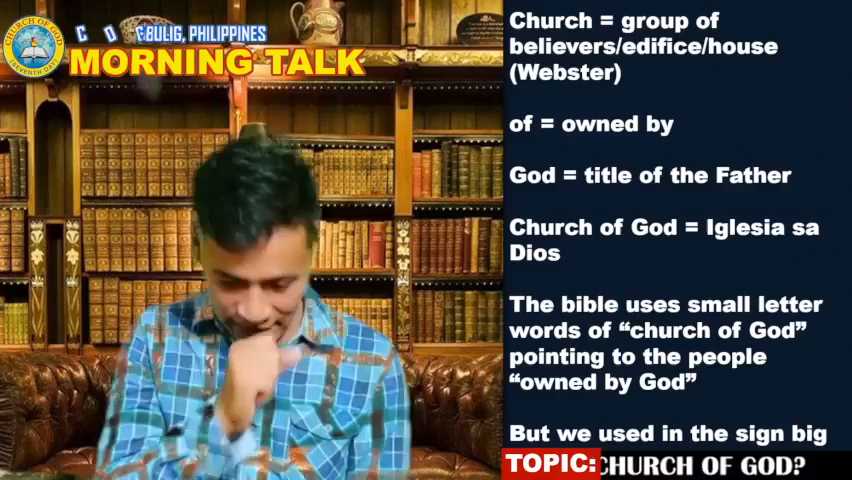 CHURCH OF GOD
(SEVENTH DAY)
BULIG, PHILIPPINES
MORNING TALK
Church = group of
believers/edifice/house
(Webster)
of = owned by
God = title of the Father
Church of God = Iglesia sa
Dios
The bible uses small letter
words of “church of God”
pointing to the people
“owned by God”
But we used in the sign big
TOPIC: CHURCH OF GOD?